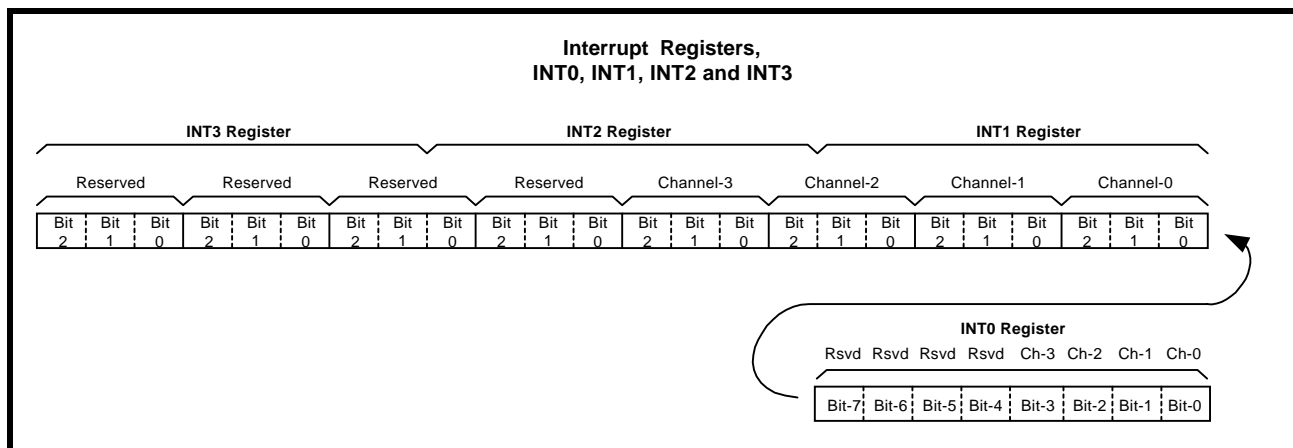 Interrupt Registers,
INT0, INT1, INT2 and INT3
INT3 Register INT2 Register INT1 Register
Reserved Reserved Reserved Reserved Channel-3 Channel-2 Channel-1 Channel-0
Bit Bit Bit Bit Bit Bit Bit Bit Bit Bit Bit Bit Bit Bit Bit Bit Bit Bit Bit Bit Bit Bit Bit Bit
2 1 0 2 1 0 2 1 0 2 1 0 2 1 0 2 1 0 2 1 0 2 1 0
INT0 Register
Rsvd Rsvd Rsvd Rsvd Ch-3 Ch-2 Ch-1 Ch-0
Bit-7 Bit-6 Bit-5 Bit-4 Bit-3 Bit-2 Bit-1 Bit-0